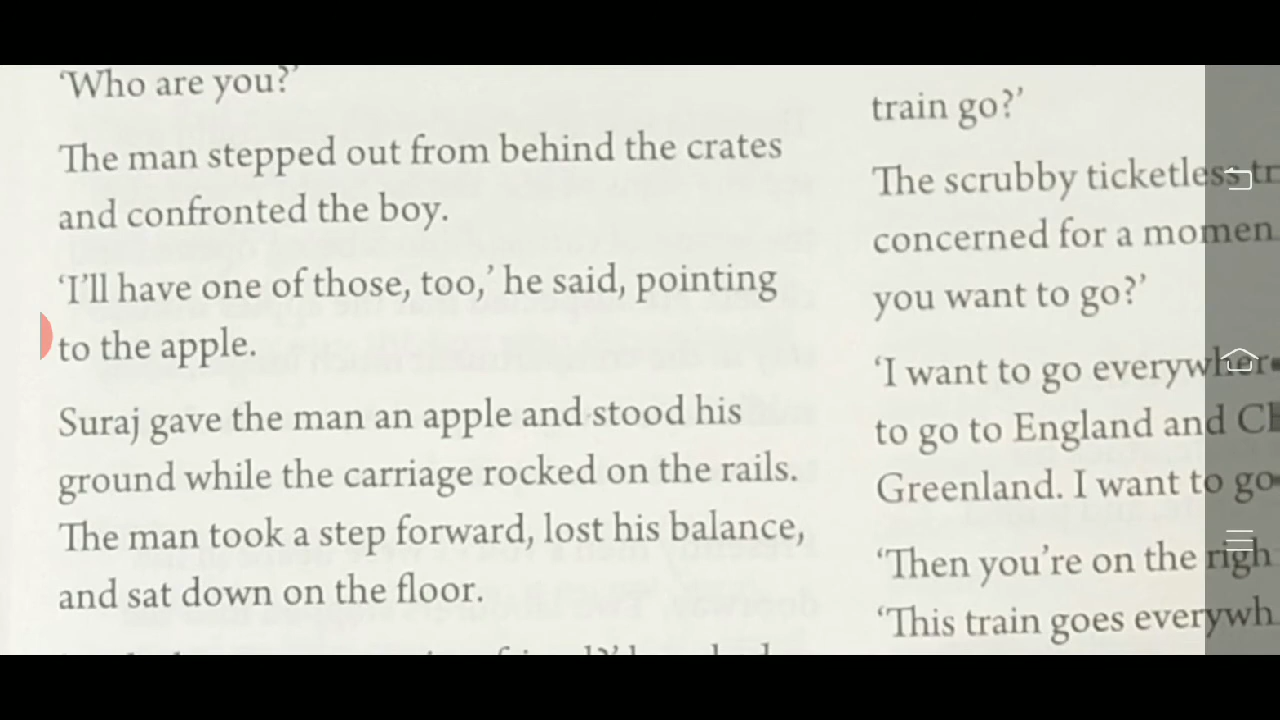 ‘Who are you?’
The man stepped out from behind the crates
and confronted the boy.
‘I’ll have one of those, too,’ he said, pointing
to the apple.
Suraj gave the man an apple and stood his
ground while the carriage rocked on the rails.
The man took a step forward, lost his balance,
and sat down on the floor.
train go?’
The scrubby ticketless
concerned for a
you want to go?’
‘I want to go
to go to England and
Greenland. I want to go
‘Then you’re on the
‘This train goes